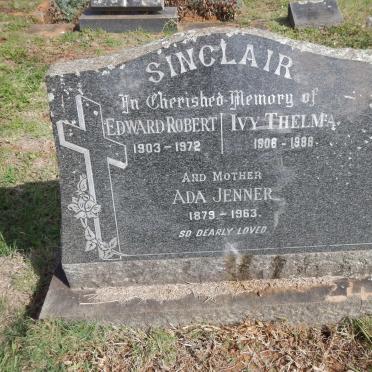 SINCLAIR
In Cherished Memory of
EDWARD ROBERT
1903 - 1972
IVY THELMA
1906 - 1988
AND MOTHER
ADA JENNER
1879 - 1963
SO DEARLY LOVED